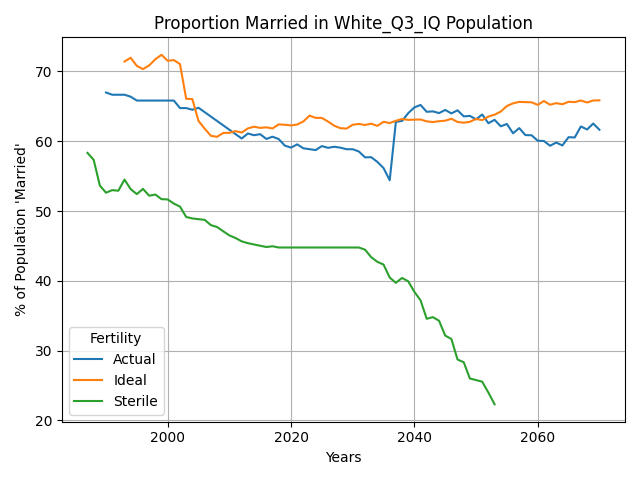 Proportion Married in White_Q3_IQ Population
% of Population 'Married'
70
60
50
40
30
20
Fertility
Actual
Ideal
Sterile
2000 2020 2040 2060
Years